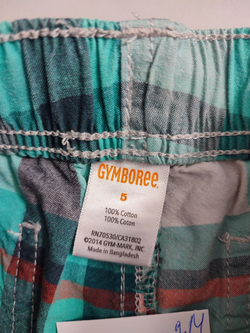 GYMBOREE
5
100% Cotton
100% Coton
RN70530/CA31802
©2014 GYM-MARK, INC
Made in Bangladesh